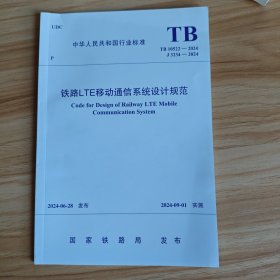 UDC
TB
中华人民共和国行业标准
TB 10522—2024
P
J 3234—2024
铁路LTE移动通信系统设计规范
Code for Design of Railway LTE Mobile
Communication System
2024-06-28 发布
2024-09-01 实施
国家铁路局 发布